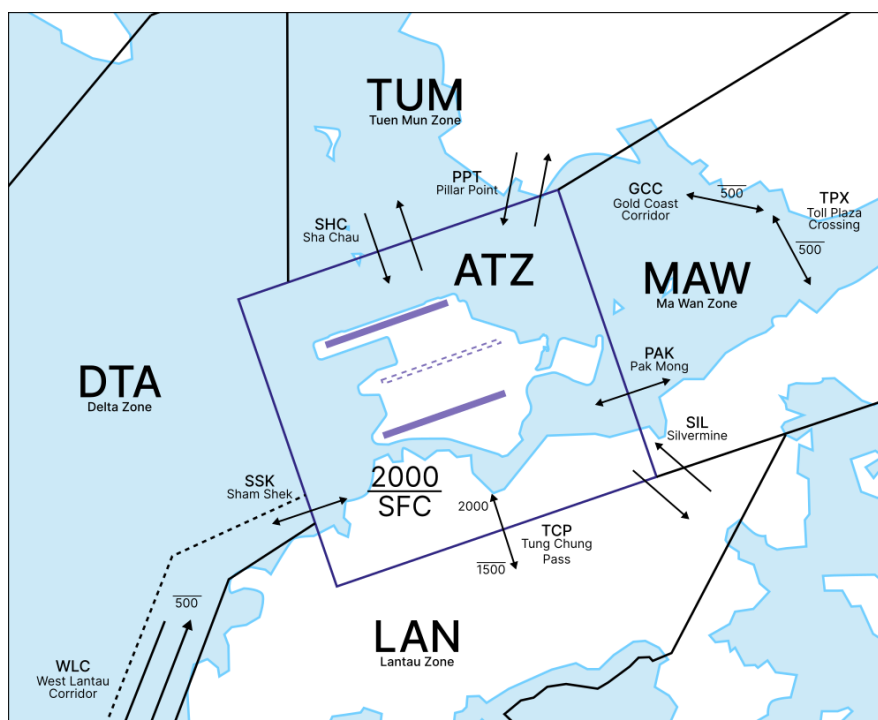 TUM
Tuen Mun Zone
PPT
Pillar Point
GCC
Gold Coast
Corridor
500
TPX
Toll Plaza
Crossing
500
SHC
Sha Chau
ATZ
MAW
Ma Wan Zone
DTA
Delta Zone
PAK
Pak Mong
SIL
Silvermine
SSK
Sham Shek
2000
SFC
2000
TCP
Tung Chung
Pass
1500
500
LAN
Lantau Zone
WLC
West Lantau
Corridor